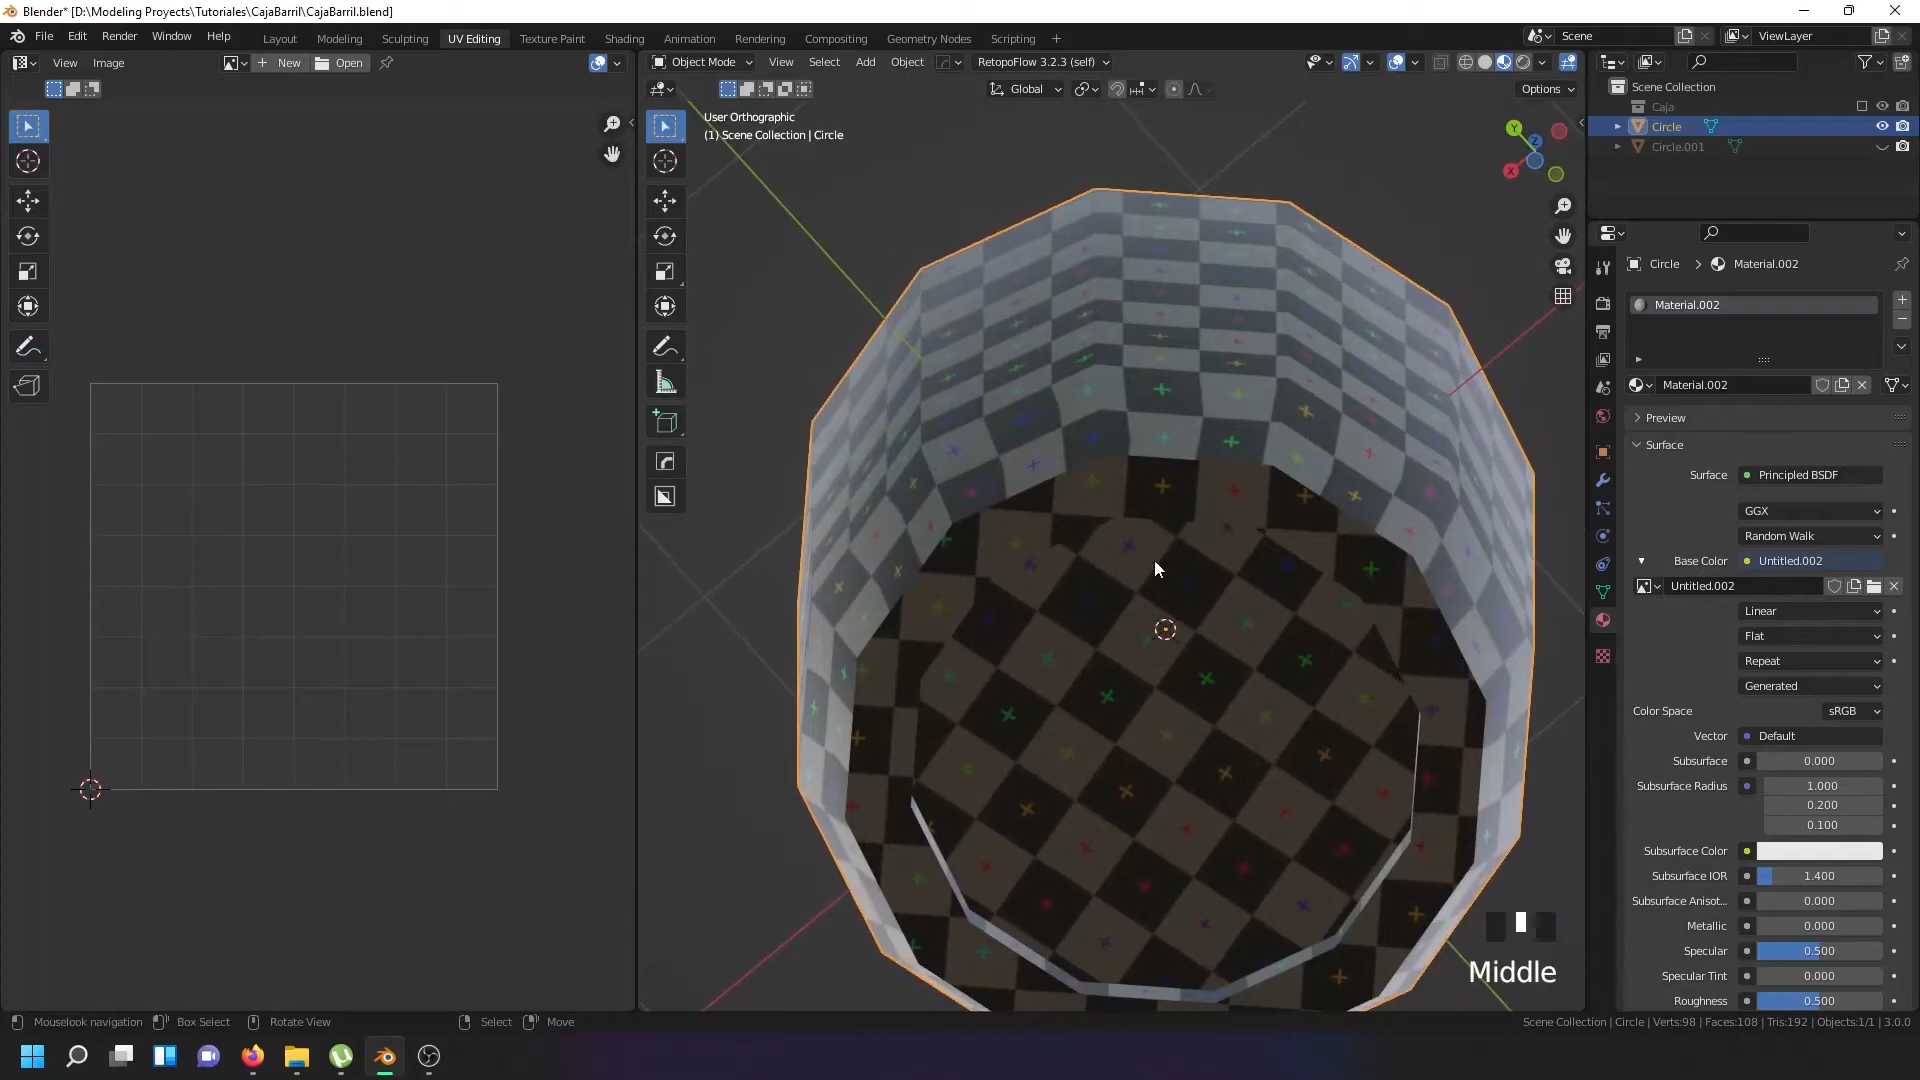 Blender* [D:\Modeling Proyects\Tutoriales\CajaBarril\CajaBarril.blend]
File Edit Render Window Help
Layout Modeling Sculpting UV Editing Texture Paint Shading Animation Rendering Compositing Geometry Nodes Scripting +
Scene
ViewLayer
View Image
New Open
Object Mode View Select Add Object RetopoFlow 3.2.3 (self)
Global
Options
User Orthographic
(1) Scene Collection | Circle
Y
Z
X
Scene Collection
Caja
Circle
Circle.001
Circle > Material.002
Material.002
Material.002
Preview
Surface
Surface Principled BSDF
GGX
Random Walk
Base Color Untitled.002
Untitled.002
Linear
Flat
Repeat
Generated
Color Space sRGB
Vector Default
Subsurface 0.000
Subsurface Radius 1.000
0.200
0.100
Subsurface Color
Subsurface IOR 1.400
Subsurface Anisot... 0.000
Metallic 0.000
Specular 0.500
Specular Tint 0.000
Roughness 0.500
Middle
Mouselook navigation Box Select Rotate View Select Move
Scene Collection | Circle | Verts:98 | Faces:108 | Tris:192 | Objects:1/1 | 3.0.0